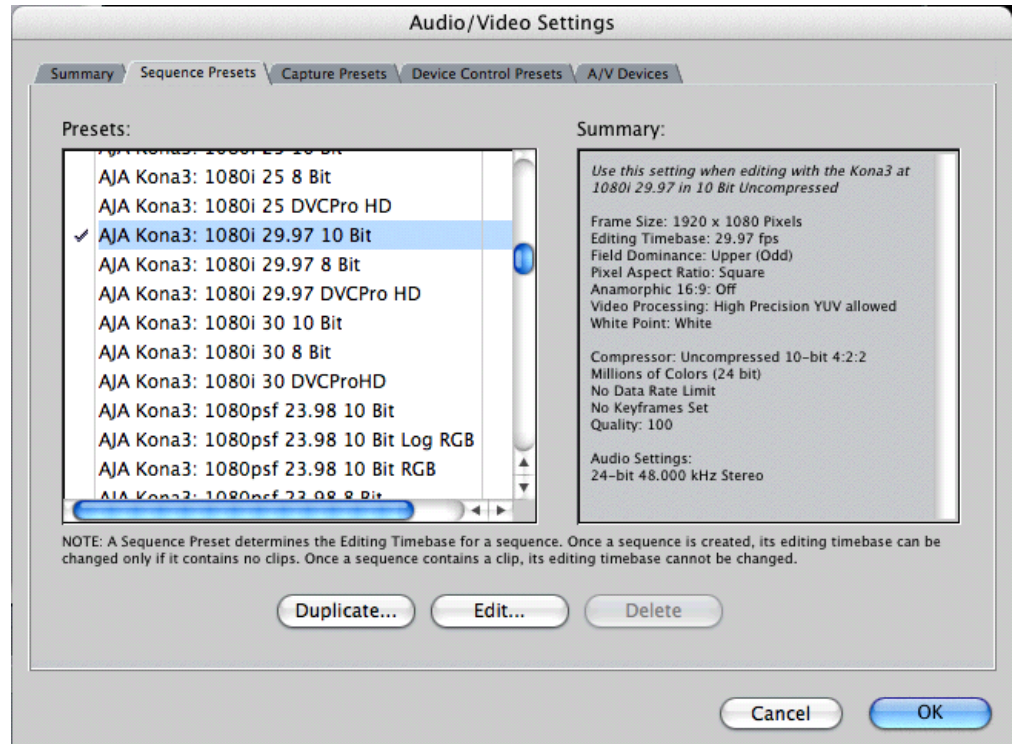 Audio/Video Settings
Summary
Sequence Presets
Capture Presets
Device Control Presets
A/V Devices
Presets:
AJA Kona3: 1080i 25 8 Bit
AJA Kona3: 1080i 25 DVCPro HD
AJA Kona3: 1080i 29.97 10 Bit
AJA Kona3: 1080i 29.97 8 Bit
AJA Kona3: 1080i 29.97 DVCPro HD
AJA Kona3: 1080i 30 10 Bit
AJA Kona3: 1080i 30 8 Bit
AJA Kona3: 1080i 30 DVCProHD
AJA Kona3: 1080psf 23.98 10 Bit
AJA Kona3: 1080psf 23.98 10 Bit Log RGB
AJA Kona3: 1080psf 23.98 10 Bit RGB
AJA Kona3: 1080psf 23.98 8 Bit
Summary:
Use this setting when editing with the Kona3 at
1080i 29.97 in 10 Bit Uncompressed
Frame Size: 1920 x 1080 Pixels
Editing Timebase: 29.97 fps
Field Dominance: Upper (Odd)
Pixel Aspect Ratio: Square
Anamorphic 16:9: Off
Video Processing: High Precision YUV allowed
White Point: White
Compressor: Uncompressed 10-bit 4:2:2
Millions of Colors (24 bit)
No Data Rate Limit
No Keyframes Set
Quality: 100
Audio Settings:
24-bit 48.000 kHz Stereo
NOTE: A Sequence Preset determines the Editing Timebase for a sequence. Once a sequence is created, its editing timebase can be
changed only if it contains no clips. Once a sequence contains a clip, its editing timebase cannot be changed.
Duplicate...
Edit...
Delete
Cancel
OK